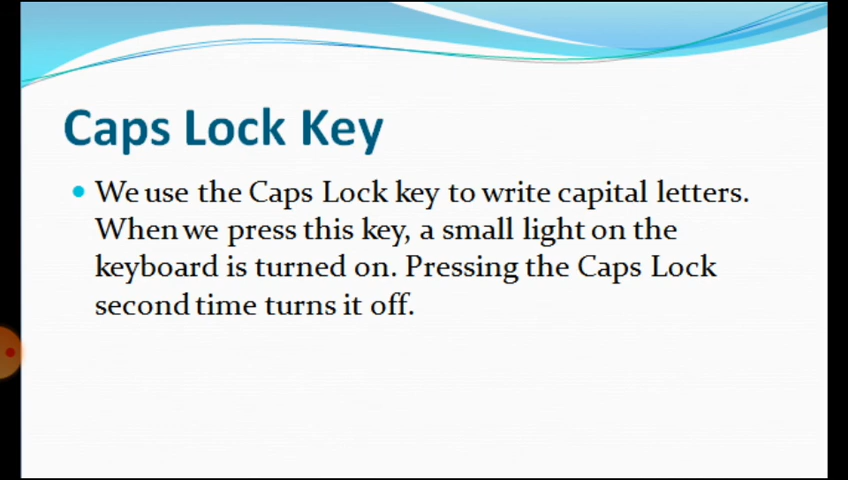 Caps Lock Key
We use the Caps Lock key to write capital letters.
When we press this key, a small light on the
keyboard is turned on. Pressing the Caps Lock
second time turns it off.